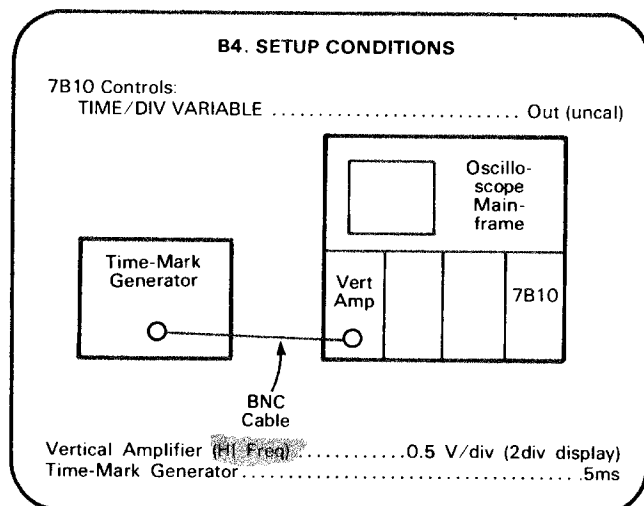 B4. SETUP CONDITIONS
7B10 Controls:
TIME/DIV VARIABLE ........................... Out (uncal)
Oscillo-
scope
Main-
frame
Time-Mark
Generator
Vert
Amp
7B10
BNC
Cable
Vertical Amplifier (HI Freq)............0.5 V/div (2div display)
Time-Mark Generator.....................................5ms